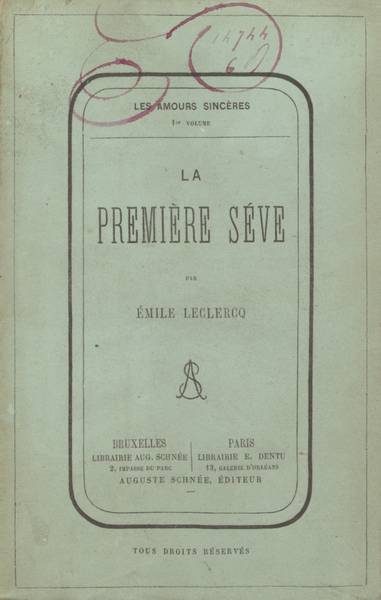 14744
6
LES AMOURS SINCÈRES
1er VOLUME
LA
PREMIÈRE SÉVE
PAR
ÉMILE LECLERCQ
AS
BRUXELLES
LIBRAIRIE AUG. SCHNÉE
2, IMPASSE DU PARC
PARIS
LIBRAIRIE E. DENTU
13, GALERIE D'ORLÉANS
AUGUSTE SCHNÉE, ÉDITEUR
TOUS DROITS RÉSERVÉS